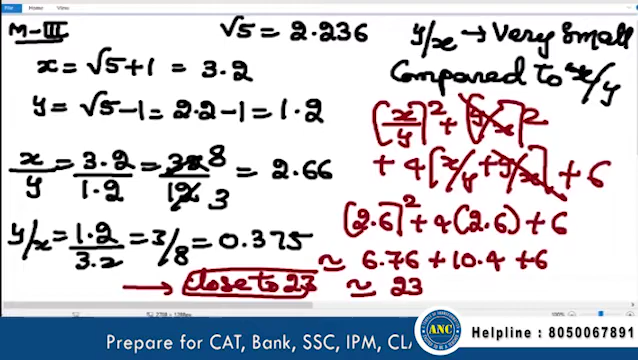 M-III
√5 = 2.236
x = √5+1 = 3.2
y = √5-1 = 2.2-1 = 1.2
x/y = 3.2/1.2 = 32/12 8/3 = 2.66
y/x = 1.2/3.2 = 3/8 = 0.375
→ close to 23
y/x → Very Small
Compared to x/y
[x/y]² + [y/x]²
+ 4[x/y + y/x] + 6
(2.6)² + 4(2.6) + 6
≈ 6.76 + 10.4 + 6
≈ 23
100%
ANC
Prepare for CAT, Bank, SSC, IPM, CLA
Helpline : 8050067891